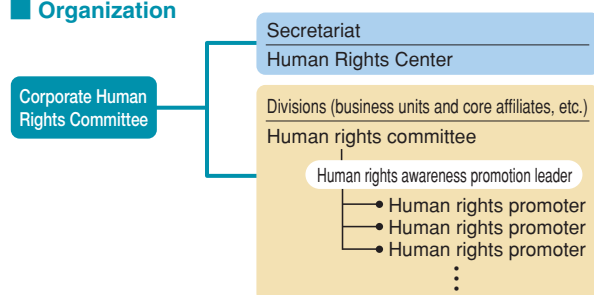 Organization
Corporate Human
Rights Committee
Secretariat
Human Rights Center
Divisions (business units and core affiliates, etc.)
Human rights committee
Human rights awareness promotion leader
Human rights promoter
Human rights promoter
Human rights promoter